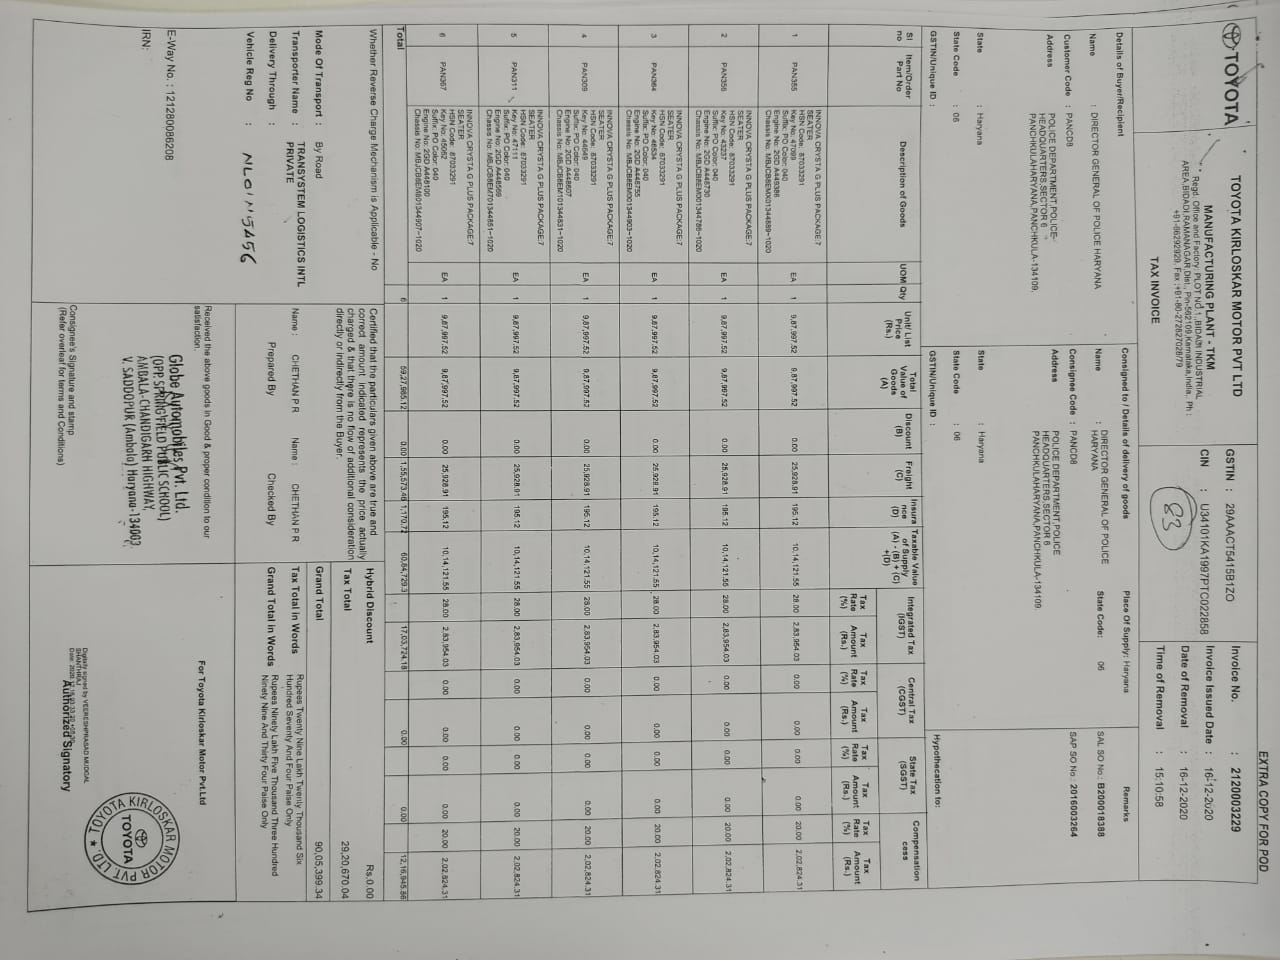 EXTRA COPY FOR POD
TOYOTA
TOYOTA KIRLOSKAR MOTOR PVT LTD
MANUFACTURING PLANT - TKM
Regd. Office and Factory: PLOT NO.1.,BIDADI INDUSTRIAL
AREA,BIDADI,RAMANAGAR,Dist., Pin-562109,Karnataka,India,. Ph :
+91-66292929, Fax :+91-80-272827028/79
TAX INVOICE
GSTIN : 29AAACT5415B1ZO
CIN : U34101KA1997PTC022858
83
Invoice No. : 2120003229
Invoice Issued Date : 16-12-2020
Date of Removal : 16-12-2020
Time of Removal : 15:10:58
Details of Buyer/Recipient
Name : DIRECTOR GENERAL OF POLICE HARYANA
Customer Code : PANCD8
Address POLICE DEPARTMENT,POLICE
HEADQUARTERS,SECTOR 6
PANCHKULAHARYANA,PANCHKULA-134109.
State : Haryana
State Code : 06
GSTIN/Unique ID :
Consigned to / Details of delivery of goods
Name : DIRECTOR GENERAL OF POLICE
HARYANA
Consignee Code : PANCD8
Address POLICE DEPARTMENT,POLICE
HEADQUARTERS,SECTOR 6
PANCHKULAHARYANA,PANCHKULA-134109.
State : Haryana
State Code : 06
GSTIN/Unique ID :
Place Of Supply: Haryana
State Code: 06
Remarks
SAL SO No.: B200018388
SAP SO No.: 2016003264
Hypothecation to:
Sl no Item/Order Part No Description of Goods UOM Qty Unit/ List Price (Rs.) Total Value of Goods (A) Discount (B) Freight (C) Insura nce (D) Taxable Value of Supply (A) - (B) + (C) +(D) Integrated Tax (IGST) Central Tax (CGST) State Tax (SGST) Compensation cess
Tax Rate (%) Tax Amount (Rs.) Tax Rate (%) Tax Amount (Rs.) Tax Rate (%) Tax Amount (Rs.) Tax Rate (%) Tax Amount (Rs.)
INNOVA CRYSTA G PLUS PACKAGE:7
SEATER
HSN Code: 87033291
1 PAN355 Key No: 47099 EA 1 9,87,997.52 9,87,997.52 0.00 25,928.91 195.12 10,14,121.55 28.00 2,83,954.03 0.00 0.00 0.00 0.00 20.00 2,02,824.31
Suffix: PO Color: 040
Engine No: 2GD A449386
Chassis No: MBJCB8EMX01344889-1020
INNOVA CRYSTA G PLUS PACKAGE:7
SEATER
HSN Code: 87033291
2 PAN356 Key No: 43237 EA 1 9,87,997.52 9,87,997.52 0.00 25,928.91 195.12 10,14,121.55 28.00 2,83,954.03 0.00 0.00 0.00 0.00 20.00 2,02,824.31
Suffix: PO Color: 040
Engine No: 2GD A448730
Chassis No: MBJCB8EM001344786-1020
INNOVA CRYSTA G PLUS PACKAGE:7
SEATER
HSN Code: 87033291
3 PAN364 Key No: 46534 EA 1 9,87,997.52 9,87,997.52 0.00 25,928.91 195.12 10,14,121.55 28.00 2,83,954.03 0.00 0.00 0.00 0.00 20.00 2,02,824.31
Suffix: PO Color: 040
Engine No: 2GD A448755
Chassis No: MBJCB8EM001344903-1020
INNOVA CRYSTA G PLUS PACKAGE:7
SEATER
HSN Code: 87033291
4 PAN309 Key No: 44649 EA 1 9,87,997.52 9,87,997.52 0.00 25,928.91 195.12 10,14,121.55 28.00 2,83,954.03 0.00 0.00 0.00 0.00 20.00 2,02,824.31
Suffix: PO Color: 040
Engine No: 2GD A448607
Chassis No: MBJCB8EM101344831-1020
INNOVA CRYSTA G PLUS PACKAGE:7
SEATER
HSN Code: 87033291
5 PAN311 Key No: 47111 EA 1 9,87,997.52 9,87,997.52 0.00 25,928.91 195.12 10,14,121.55 28.00 2,83,954.03 0.00 0.00 0.00 0.00 20.00 2,02,824.31
Suffix: PO Color: 040
Engine No: 2GD A448569
Chassis No: MBJCB8EM701344851-1020
INNOVA CRYSTA G PLUS PACKAGE:7
SEATER
HSN Code: 87033291
6 PAN367 Key No: 45062 EA 1 9,87,997.52 9,87,997.52 0.00 25,928.91 195.12 10,14,121.55 28.00 2,83,954.03 0.00 0.00 0.00 0.00 20.00 2,02,824.31
Suffix: PO Color: 040
Engine No: 2GD A448100
Chassis No: MBJCB8EM801344907-1020
Total 6 59,27,985.12 0.00 1,55,573.46 1,170.72 60,84,729.3 17,03,724.18 0.00 0.00 12,16,945.86
Whether Reverse Charge Mechanism is Applicable - No
Mode Of Transport : By Road
Transporter Name : TRANSYSTEM LOGISTICS INTL
PRIVATE
Delivery Through :
Vehicle Reg No : NL01N5456
E-Way No. : 121280086208
IRN:
Certified that the particulars given above are true and
correct amount indicated represents the price actually
charged & that there is no flow of additional consideration
directly or indirectly from the Buyer.
Name : CHETHAN P R Name : CHETHAN P R
Prepared By Checked By
Hybrid Discount Rs.0.00
Tax Total 29,20,670.04
Grand Total 90,05,399.34
Tax Total in Words Rupees Twenty Nine Lakh Twenty Thousand Six
Hundred Seventy And Four Paise Only
Grand Total in Words Rupees Ninety Lakh Five Thousand Three Hundred
Ninety Nine And Thirty Four Paise Only
Received the above goods in Good & proper condition to our
satisfaction.
Globe Automobiles Pvt. Ltd.
(OPP. SPRING FIELD PUBLIC SCHOOL)
AMBALA-CHANDIGARH HIGHWAY,
V. SADDOPUR (Ambala) Haryana-134003
Consignee's Signature and stamp
(Refer overleaf for terms and Conditions)
For Toyota Kirloskar Motor Pvt.Ltd
TOYOTA KIRLOSKAR MOTOR PVT. LTD.
TOYOTA
Digitally signed by VEERESHPRASAD MUDGAL
SHANTHRAJ
Authorized Signatory